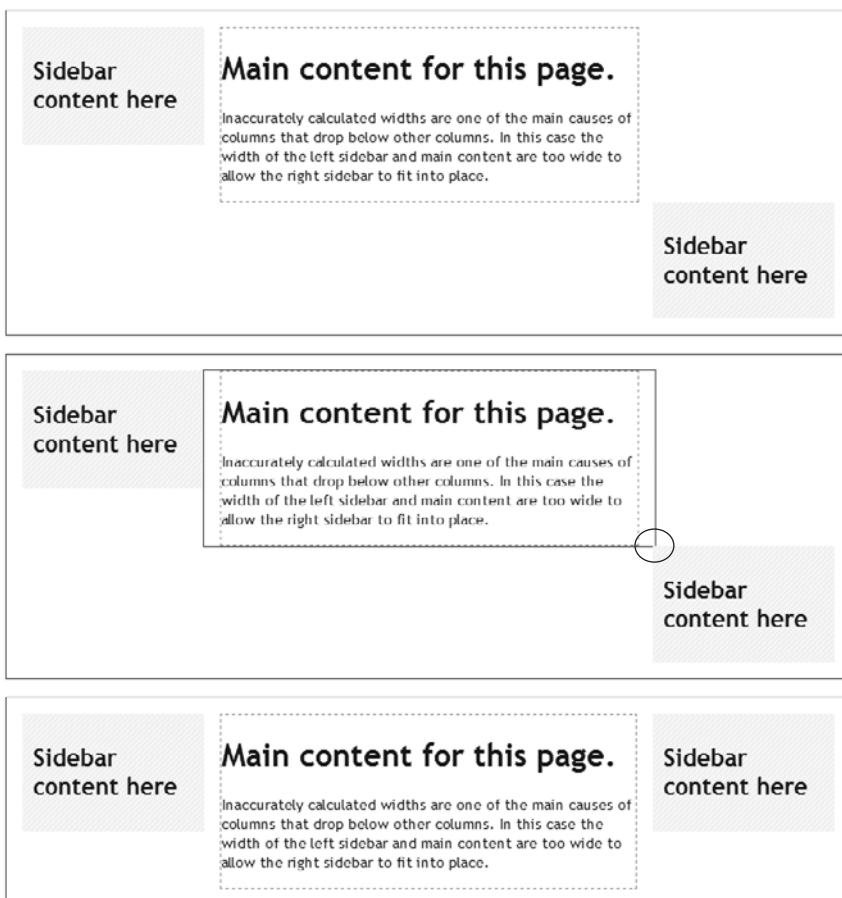 Sidebar
content here
Main content for this page.
Inaccurately calculated widths are one of the main causes of
columns that drop below other columns. In this case the
width of the left sidebar and main content are too wide to
allow the right sidebar to fit into place.
Sidebar
content here
Sidebar
content here
Main content for this page.
Inaccurately calculated widths are one of the main causes of
columns that drop below other columns. In this case the
width of the left sidebar and main content are too wide to
allow the right sidebar to fit into place.
Sidebar
content here
Sidebar
content here
Main content for this page.
Inaccurately calculated widths are one of the main causes of
columns that drop below other columns. In this case the
width of the left sidebar and main content are too wide to
allow the right sidebar to fit into place.
Sidebar
content here